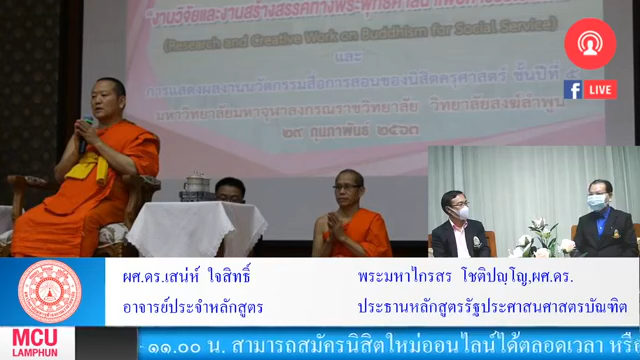 "งานวิจัยและงานสร้างสรรค์ทางพระพุทธศาสนา
(Research and Creative Work on Buddhism for Social Service)
และ
การแสดงผลงานนวัตกรรมสื่อการสอนของนิสิตครุศาสตร์ ชั้นปีที่ ๕
มหาวิทยาลัยมหาจุฬาลงกรณราชวิทยาลัย วิทยาลัยสงฆ์ลำพูน
๒๙ กุมภาพันธ์ ๒๕๖๓
f LIVE
ผศ.ดร.เสน่ห์ ใจสิทธิ์
อาจารย์ประจำหลักสูตร
พระมหาไกรสร โชติปญฺโญ,ผศ.ดร.
ประธานหลักสูตรรัฐประศาสนศาสตรบัณฑิต
MCU
LAMPHUN
๑๑.๐๐ น. สามารถสมัครนิสิตใหม่ออนไลน์ได้ตลอดเวลา หรือ